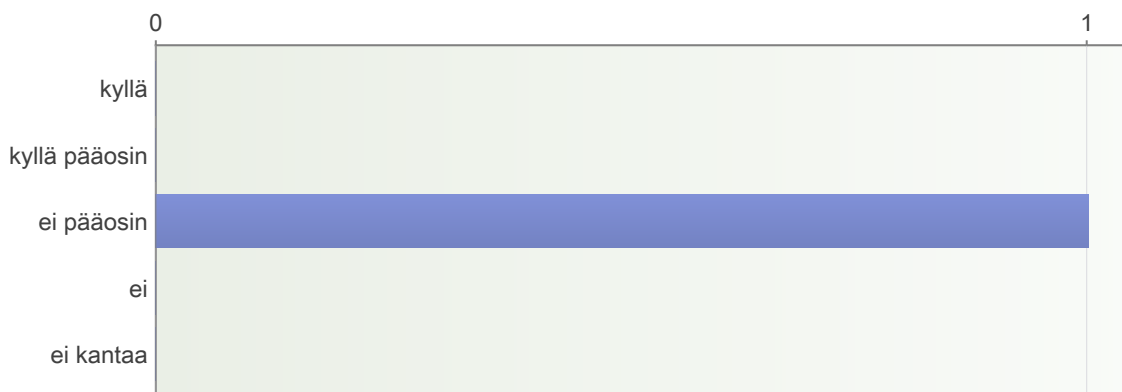 0 1
kyllä
kyllä pääosin
ei pääosin
ei
ei kantaa